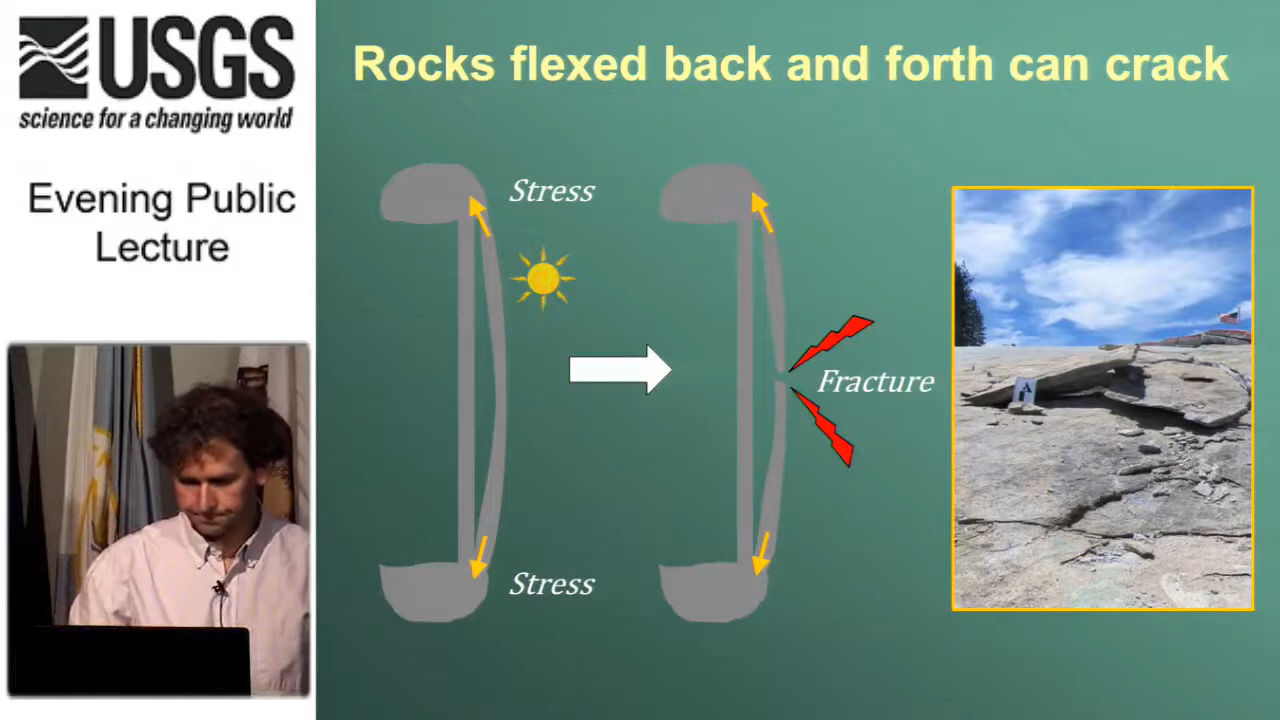 USGS
science for a changing world
Evening Public
Lecture
Rocks flexed back and forth can crack
Stress
Fracture
A
Stress